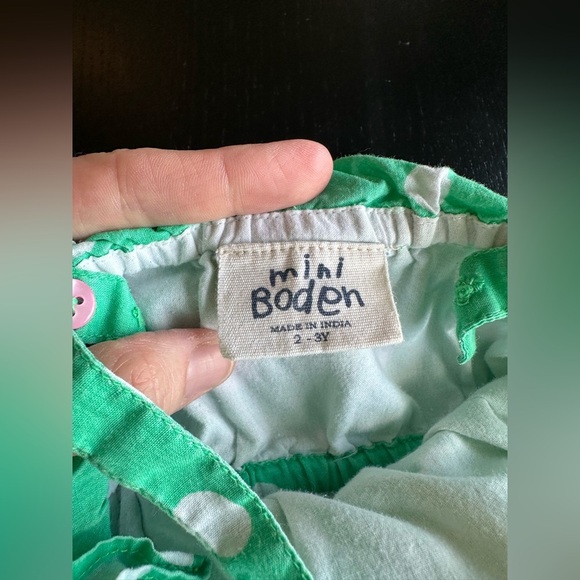 mini
Boden
MADE IN INDIA
2 - 3Y